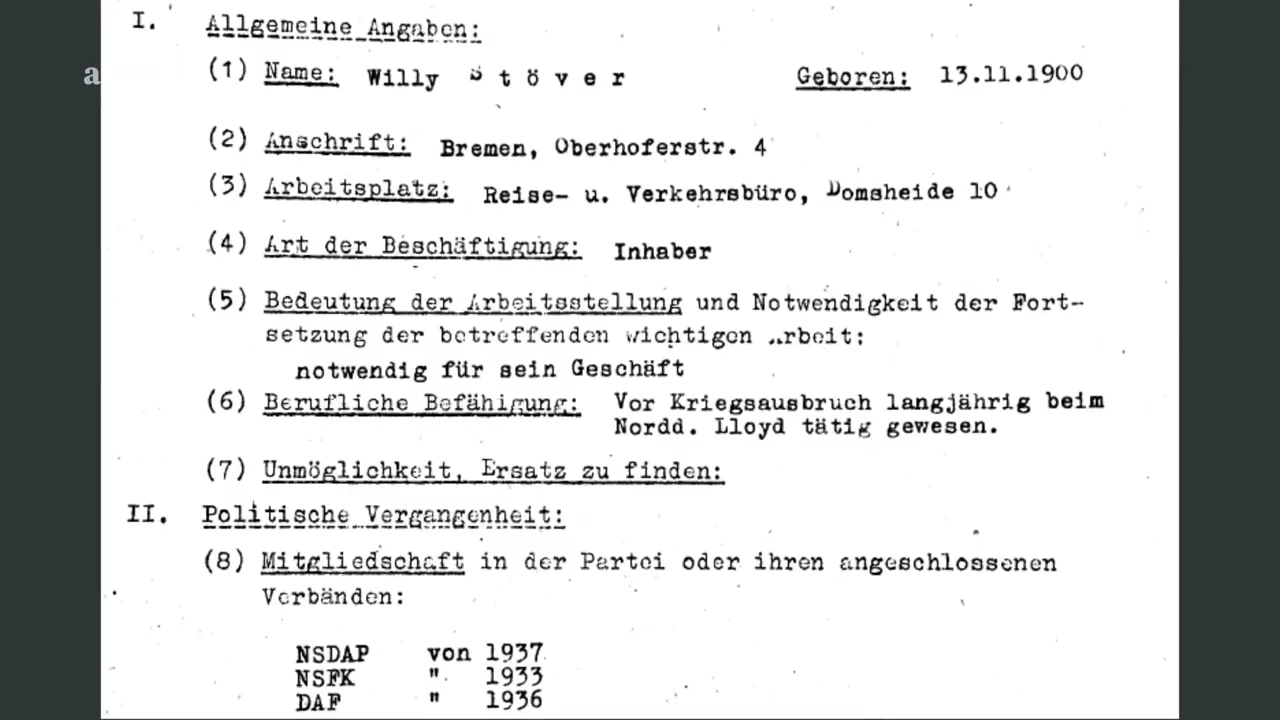 I. Allgemeine Angaben:
(1) Name: Willy Stöver Geboren: 13.11.1900
(2) Anschrift: Bremen, Oberhoferstr. 4
(3) Arbeitsplatz: Reise- u. Verkehrsbüro, Domsheide 10
(4) Art der Beschäftigung: Inhaber
(5) Bedeutung der Arbeitsstellung und Notwendigkeit der Fort-
setzung der betreffenden wichtigen Arbeit:
notwendig für sein Geschäft
(6) Berufliche Befähigung: Vor Kriegsausbruch langjährig beim
Nordd. Lloyd tätig gewesen.
(7) Unmöglichkeit, Ersatz zu finden:
II. Politische Vergangenheit:
(8) Mitgliedschaft in der Partei oder ihren angeschlossenen
Verbänden:
NSDAP von 1937
NSFK " 1933
DAF " 1936